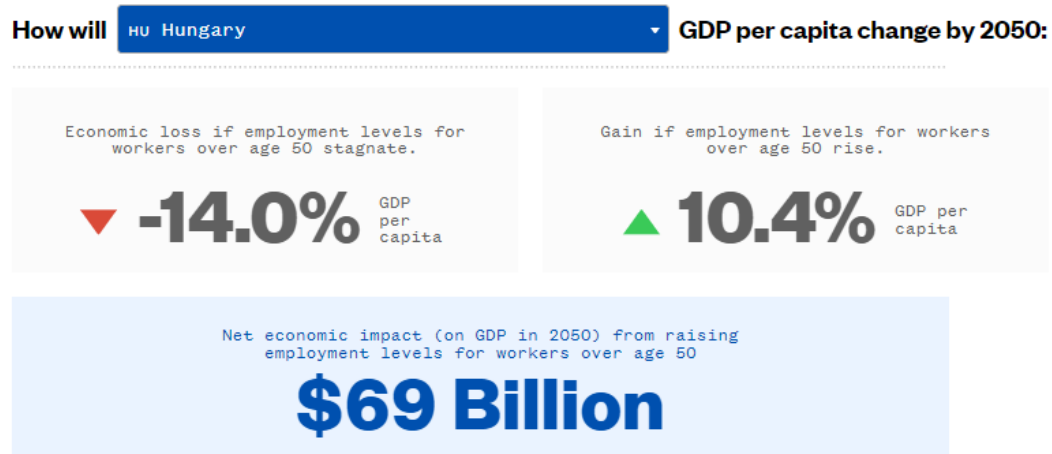 How will HU Hungary GDP per capita change by 2050:
Economic loss if employment levels for
workers over age 50 stagnate.
-14.0% GDP
per
capita
Gain if employment levels for workers
over age 50 rise.
10.4% GDP per
capita
Net economic impact (on GDP in 2050) from raising
employment levels for workers over age 50
$69 Billion